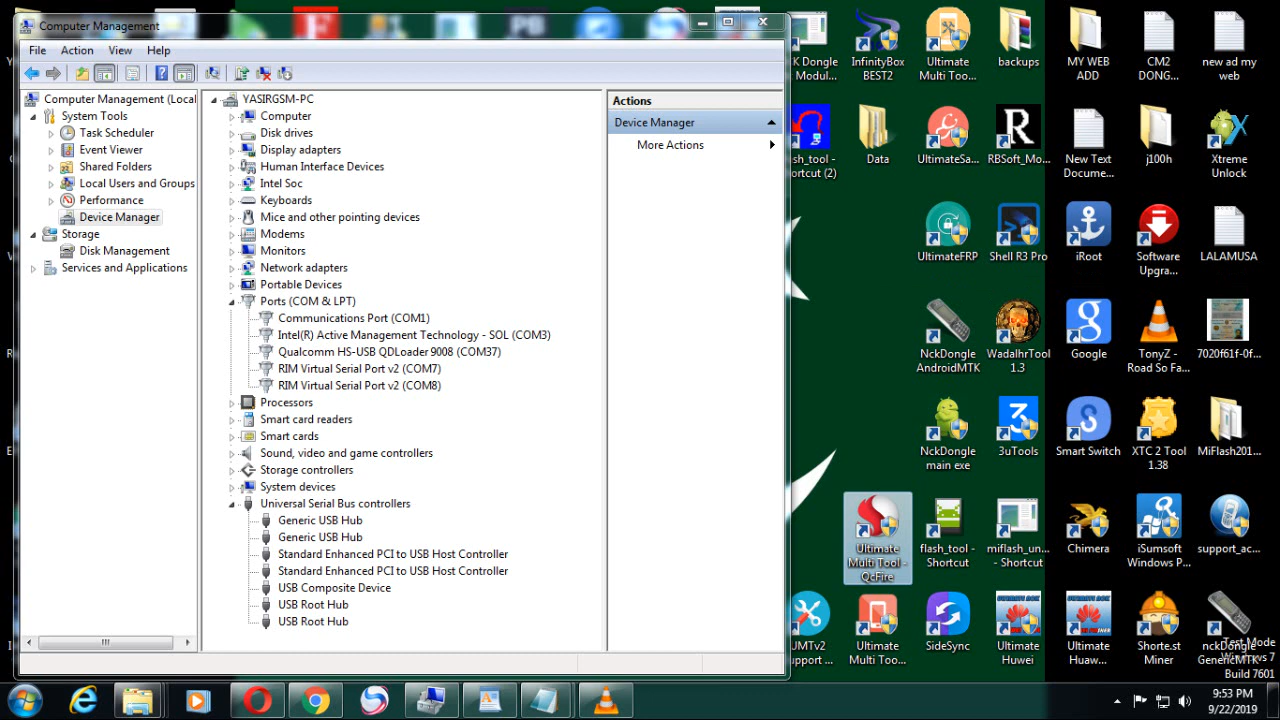 Computer Management
File Action View Help
Computer Management (Local
System Tools
Task Scheduler
Event Viewer
Shared Folders
Local Users and Groups
Performance
Device Manager
Storage
Disk Management
Services and Applications
YASIRGSM-PC
Computer
Disk drives
Display adapters
Human Interface Devices
Intel Soc
Keyboards
Mice and other pointing devices
Modems
Monitors
Network adapters
Portable Devices
Ports (COM & LPT)
Communications Port (COM1)
Intel(R) Active Management Technology - SOL (COM3)
Qualcomm HS-USB QDLoader 9008 (COM37)
RIM Virtual Serial Port v2 (COM7)
RIM Virtual Serial Port v2 (COM8)
Processors
Smart card readers
Smart cards
Sound, video and game controllers
Storage controllers
System devices
Universal Serial Bus controllers
Generic USB Hub
Generic USB Hub
Standard Enhanced PCI to USB Host Controller
Standard Enhanced PCI to USB Host Controller
USB Composite Device
USB Root Hub
USB Root Hub
Actions
Device Manager
More Actions
K Dongle
Modul...
InfinityBox
BEST2
Ultimate
Multi Too...
backups
MY WEB
ADD
CM2
DONG...
new ad my
web
sh_tool -
ortcut (2)
Data
UltimateSa...
R
RBSoft_Mo...
New Text
Docume...
j100h
Xtreme
Unlock
UltimateFRP
Shell R3 Pro
iRoot
Software
Upgra...
LALAMUSA
NckDongle
AndroidMTK
WadalhrTool
1.3
Google
TonyZ -
Road So Fa...
7020f61f-0f...
NckDongle
main exe
3uTools
Smart Switch
XTC 2 Tool
1.38
MiFlash201...
Ultimate
Multi Tool -
QcFire
flash_tool -
Shortcut
miflash_un...
- Shortcut
Chimera
iSumsoft
Windows P...
support_ac...
UMTv2
upport ...
Ultimate
Multi Too...
SideSync
Ultimate
Huwei
Ultimate
Huaw...
Shorte.st
Miner
nckDongle
GenericMTK
Test Mode
Windows 7
Build 7601
9:53 PM
9/22/2019